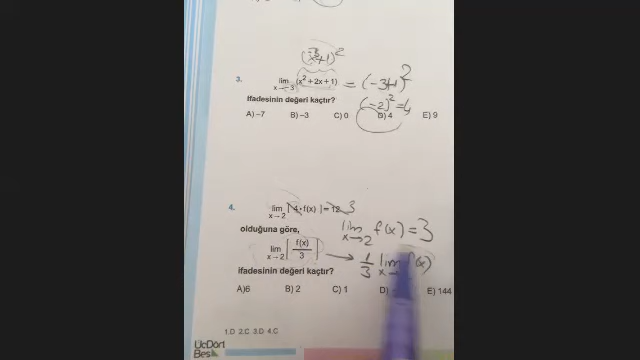 (x+1)²
3. lim x→-3 (x²+2x+1) = (-3+1)²
ifadesinin değeri kaçtır?
(-2)² = 4
A) -7 B) -3 C) 0 D) 4 E) 9
4. lim x→2 [4·f(x)] = 12 3
olduğuna göre,
lim x→2 f(x) = 3
lim x→2 [f(x)/3] → 1/3 lim x→ f(x)
ifadesinin değeri kaçtır?
A) 6 B) 2 C) 1 D) E) 144
1.D 2.C 3.D 4.C
ÜçDört
Beş